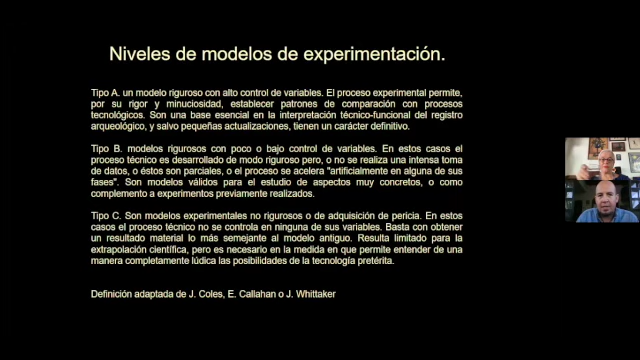 Niveles de modelos de experimentación.
Tipo A. un modelo riguroso con alto control de variables. El proceso experimental permite,
por su rigor y minuciosidad, establecer patrones de comparación con procesos
tecnológicos. Son una base esencial en la interpretación técnico-funcional del registro
arqueológico, y salvo pequeñas actualizaciones, tienen un carácter definitivo.
Tipo B. modelos rigurosos con poco o bajo control de variables. En estos casos el
proceso técnico es desarrollado de modo riguroso pero, o no se realiza una intensa toma
de datos, o éstos son parciales, o el proceso se acelera "artificialmente en alguna de sus
fases". Son modelos válidos para el estudio de aspectos muy concretos, o como
complemento a experimentos previamente realizados.
Tipo C. Son modelos experimentales no rigurosos o de adquisición de pericia. En estos
casos el proceso técnico no se controla en ninguna de sus variables. Basta con obtener
un resultado material lo más semejante al modelo antiguo. Resulta limitado para la
extrapolación científica, pero es necesario en la medida en que permite entender de una
manera completamente lúdica las posibilidades de la tecnología pretérita.
Definición adaptada de J. Coles, E. Callahan o J. Whittaker